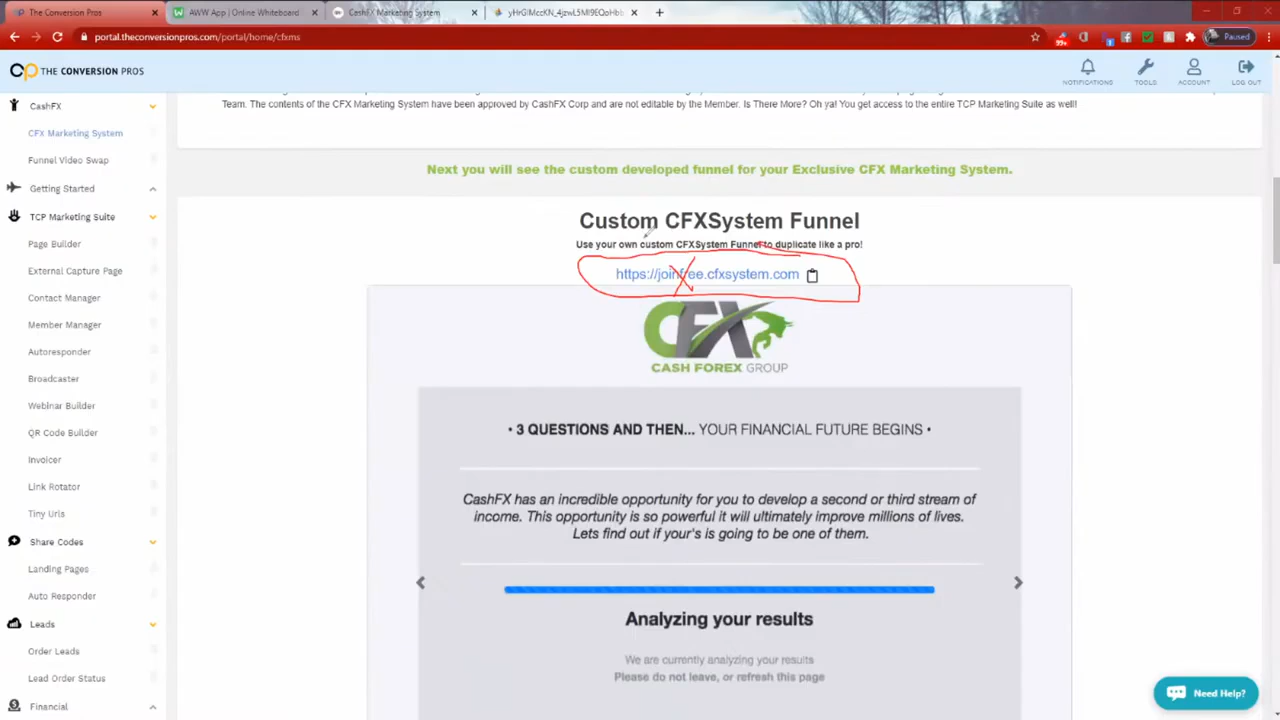 The Conversion Pros
AWW App | Online Whiteboard
CashFX Marketing System
portal.theconversionpros.com/portal/home/cfxms
99+
Paused
THE CONVERSION PROS
NOTIFICATIONS
TOOLS
ACCOUNT
LOG OUT
CashFX
CFX Marketing System
Funnel Video Swap
Getting Started
TCP Marketing Suite
Page Builder
External Capture Page
Contact Manager
Member Manager
Autoresponder
Broadcaster
Webinar Builder
QR Code Builder
Invoicer
Link Rotator
Tiny Urls
Share Codes
Landing Pages
Auto Responder
Leads
Order Leads
Lead Order Status
Financial
Team. The contents of the CFX Marketing System have been approved by CashFX Corp and are not editable by the Member. Is There More? Oh ya! You get access to the entire TCP Marketing Suite as well!
Next you will see the custom developed funnel for your Exclusive CFX Marketing System.
Custom CFXSystem Funnel
Use your own custom CFXSystem Funnel to duplicate like a pro!
https://joinfree.cfxsystem.com
CFX
CASH FOREX GROUP
• 3 QUESTIONS AND THEN... YOUR FINANCIAL FUTURE BEGINS •
CashFX has an incredible opportunity for you to develop a second or third stream of
income. This opportunity is so powerful it will ultimately improve millions of lives.
Lets find out if your's is going to be one of them.
Analyzing your results
We are currently analyzing your results
Please do not leave, or refresh this page
Need Help?